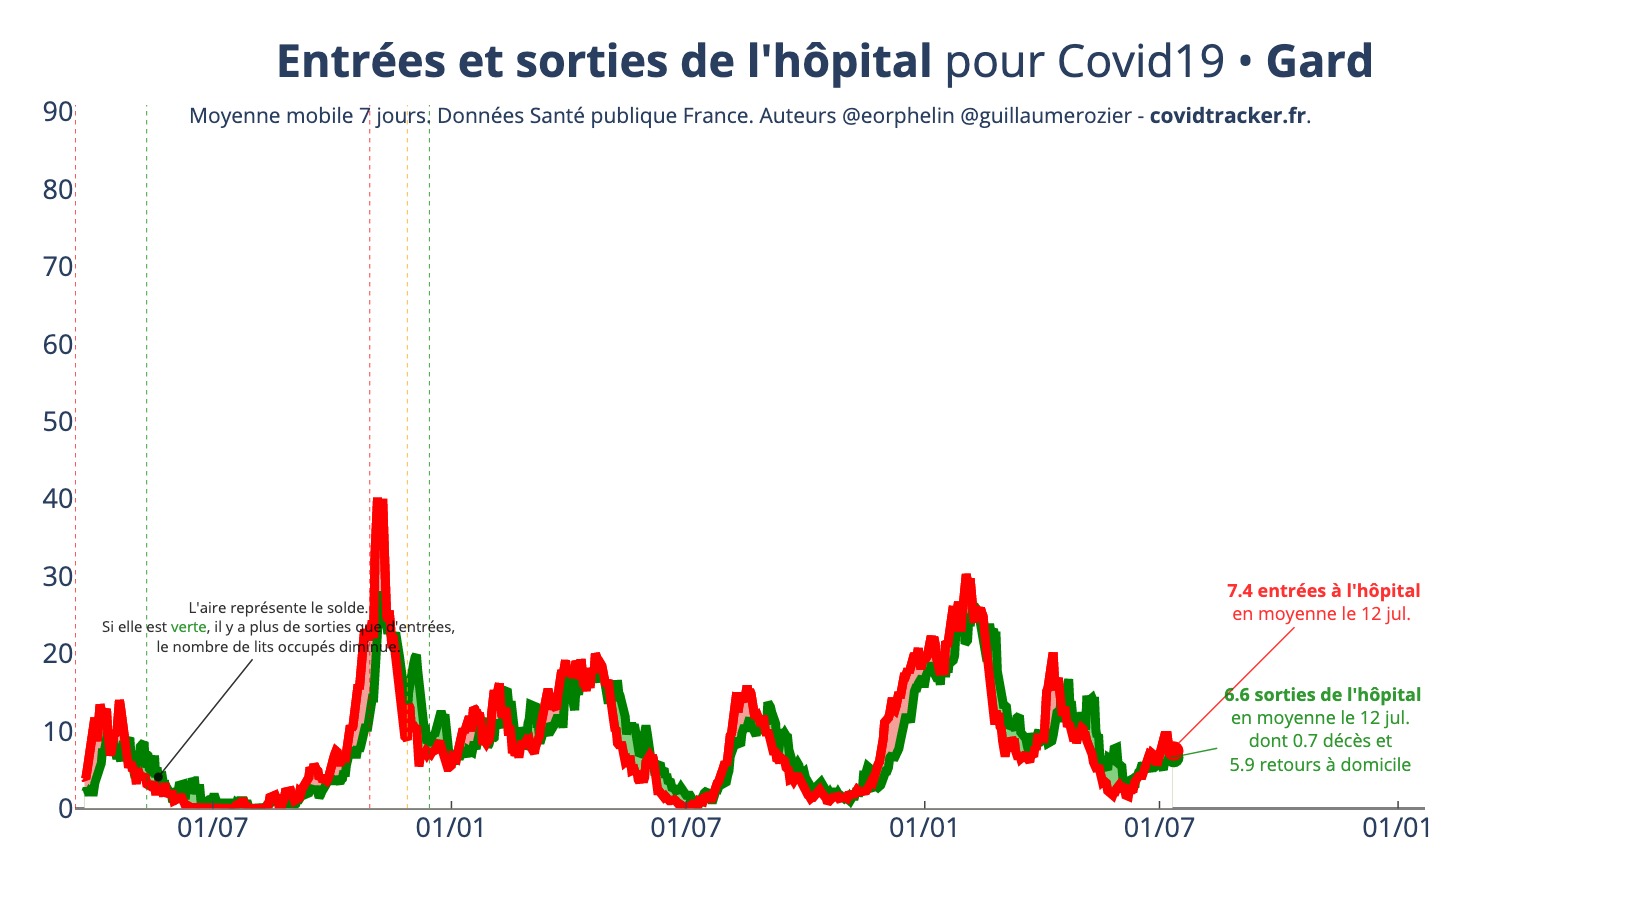 Entrées et sorties de l'hôpital pour Covid19 • Gard
Moyenne mobile 7 jours. Données Santé publique France. Auteurs @eorphelin @guillaumerozier - covidtracker.fr.
90
80
70
60
50
40
30
20
10
0
L'aire représente le solde.
Si elle est verte, il y a plus de sorties que d'entrées,
le nombre de lits occupés diminue.
7.4 entrées à l'hôpital
en moyenne le 12 jul.
6.6 sorties de l'hôpital
en moyenne le 12 jul.
dont 0.7 décès et
5.9 retours à domicile
01/07
01/01
01/07
01/01
01/07
01/01